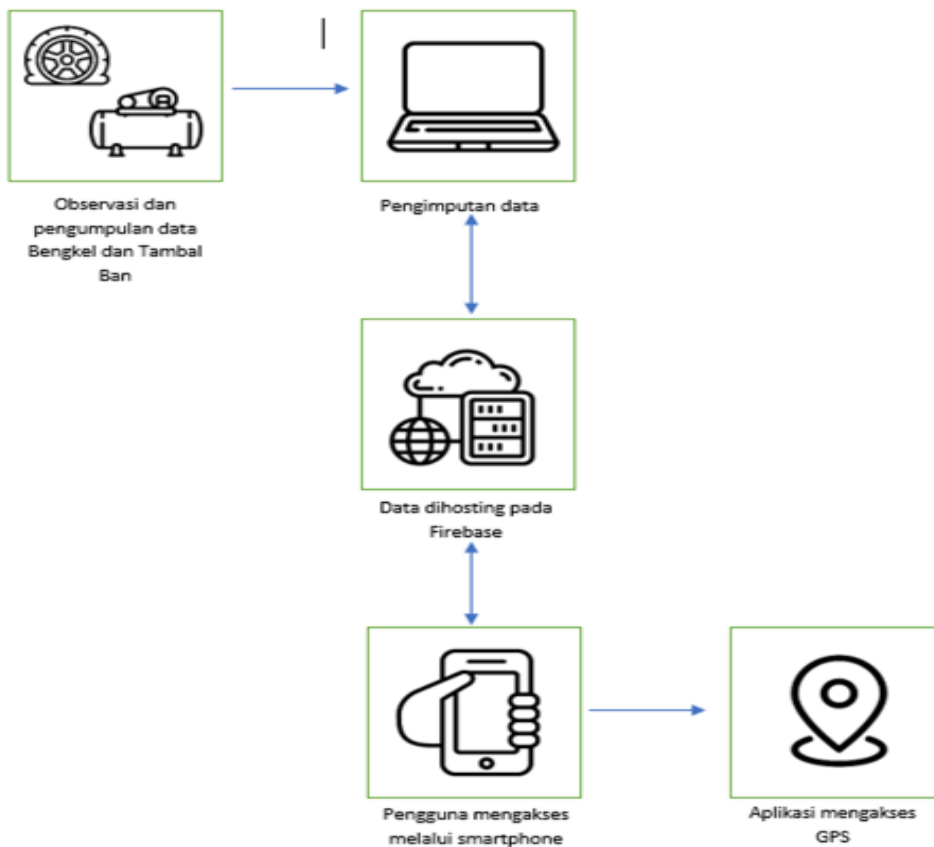 Observasi dan
pengumpulan data
Bengkel dan Tambal
Ban
Pengimputan data
Data dihosting pada
Firebase
Pengguna mengakses
melalui smartphone
Aplikasi mengakses
GPS